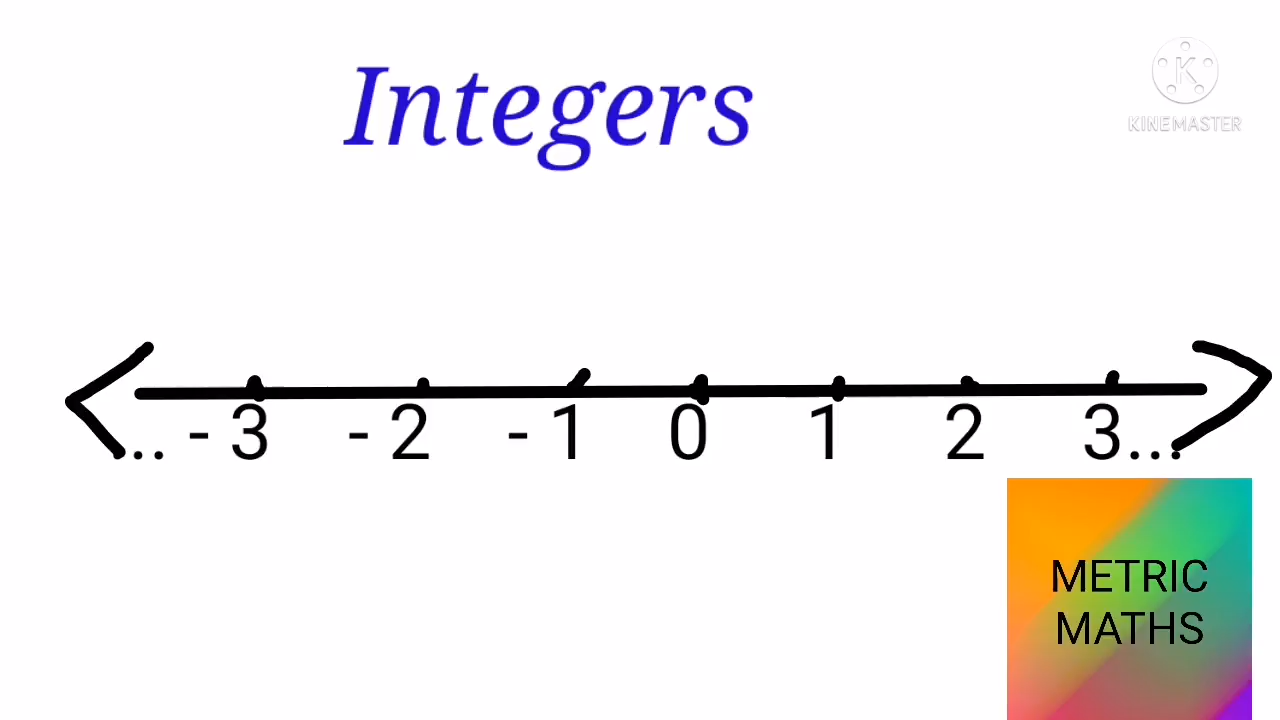 Integers
K
KINEMASTER
... - 3 - 2 - 1 0 1 2 3...
METRIC
MATHS